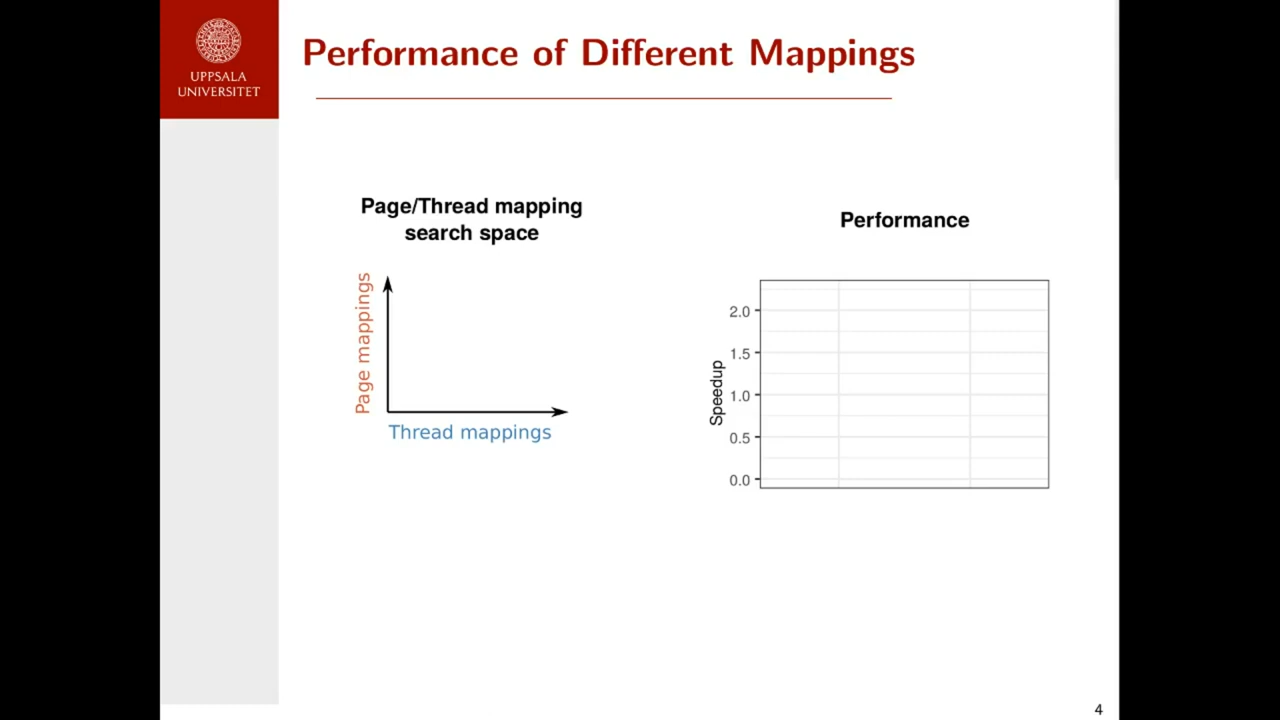 UPPSALA
UNIVERSITET
Performance of Different Mappings
Page/Thread mapping
search space
Page mappings
Thread mappings
Performance
Speedup
2.0
1.5
1.0
0.5
0.0
4